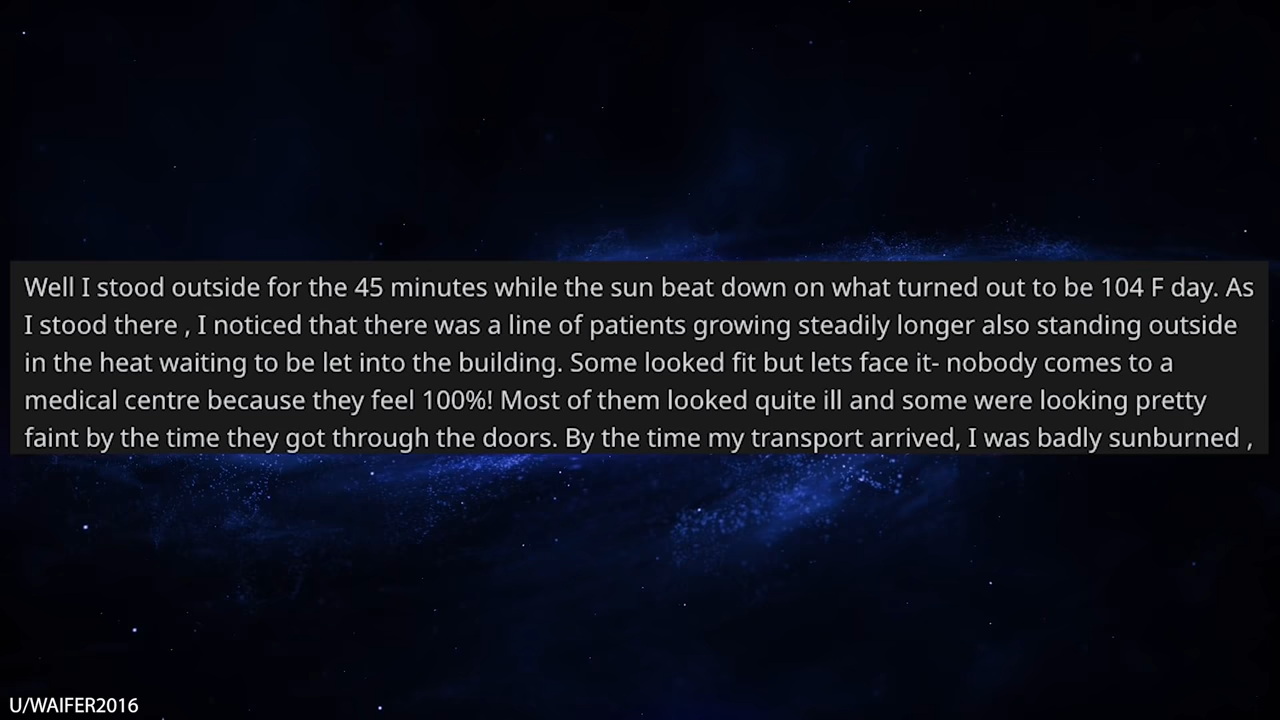 Well I stood outside for the 45 minutes while the sun beat down on what turned out to be 104 F day. As
I stood there , I noticed that there was a line of patients growing steadily longer also standing outside
in the heat waiting to be let into the building. Some looked fit but lets face it- nobody comes to a
medical centre because they feel 100%! Most of them looked quite ill and some were looking pretty
faint by the time they got through the doors. By the time my transport arrived, I was badly sunburned ,
U/WAIFER2016